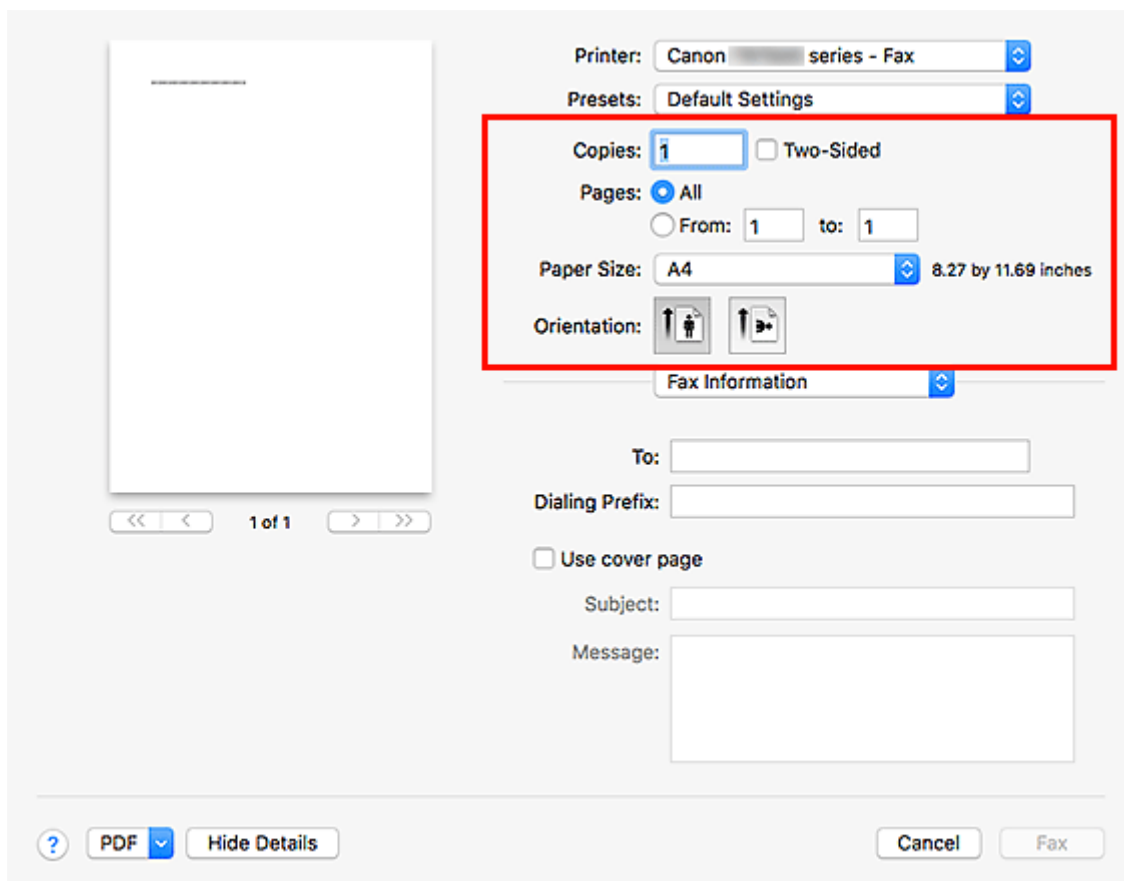 Printer: Canon series - Fax
Presets: Default Settings
Copies: 1 Two-Sided
Pages: All
From: 1 to: 1
Paper Size: A4 8.27 by 11.69 inches
Orientation:
Fax Information
To:
Dialing Prefix:
1 of 1
Use cover page
Subject:
Message:
? PDF Hide Details Cancel Fax